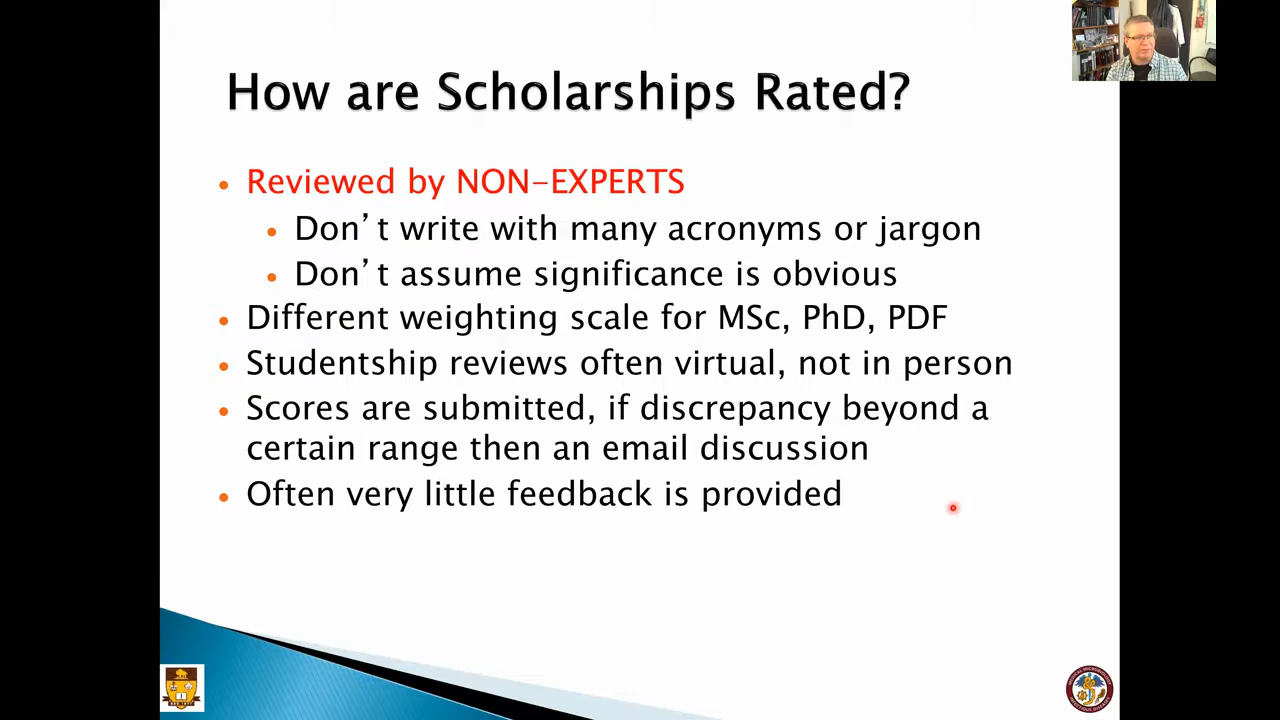 How are Scholarships Rated?
• Reviewed by NON-EXPERTS
• Don’t write with many acronyms or jargon
• Don’t assume significance is obvious
• Different weighting scale for MSc, PhD, PDF
• Studentship reviews often virtual, not in person
• Scores are submitted, if discrepancy beyond a
certain range then an email discussion
• Often very little feedback is provided